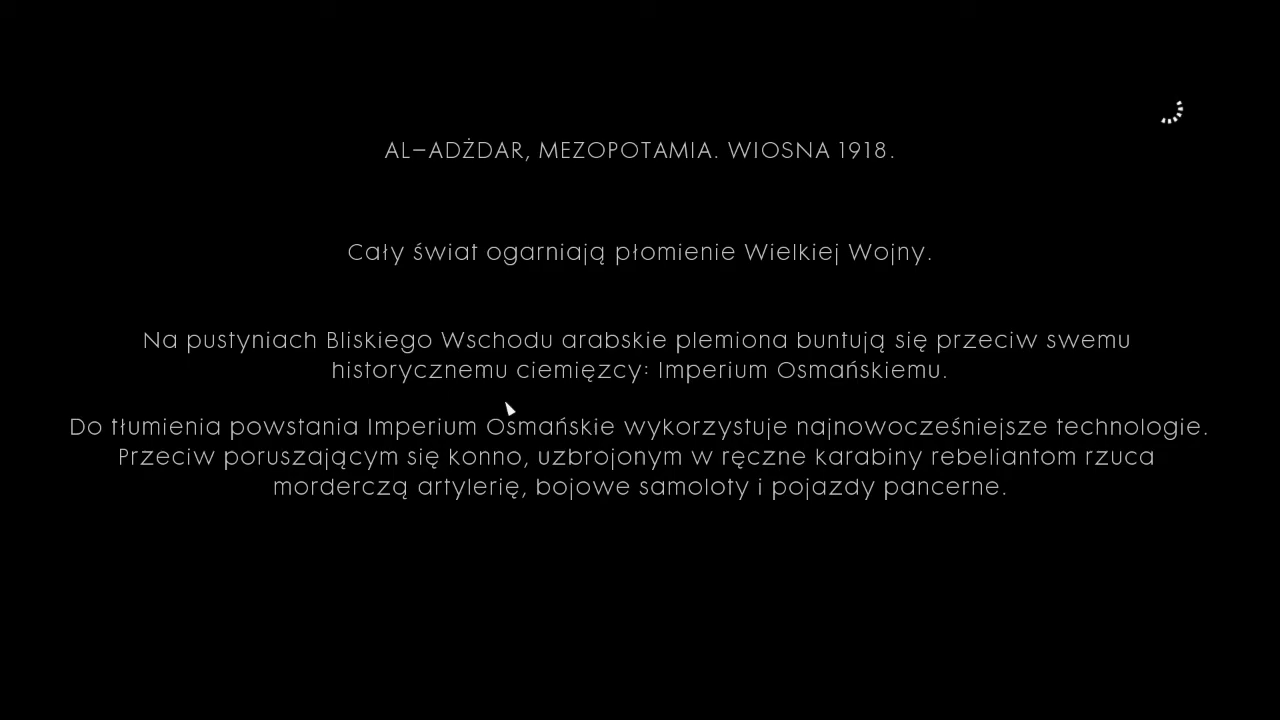 AL–ADŻDAR, MEZOPOTAMIA. WIOSNA 1918.
Cały świat ogarniają płomienie Wielkiej Wojny.
Na pustyniach Bliskiego Wschodu arabskie plemiona buntują się przeciw swemu
historycznemu ciemięzcy: Imperium Osmańskiemu.
Do tłumienia powstania Imperium Osmańskie wykorzystuje najnowocześniejsze technologie.
Przeciw poruszającym się konno, uzbrojonym w ręczne karabiny rebeliantom rzuca
morderczą artylerię, bojowe samoloty i pojazdy pancerne.